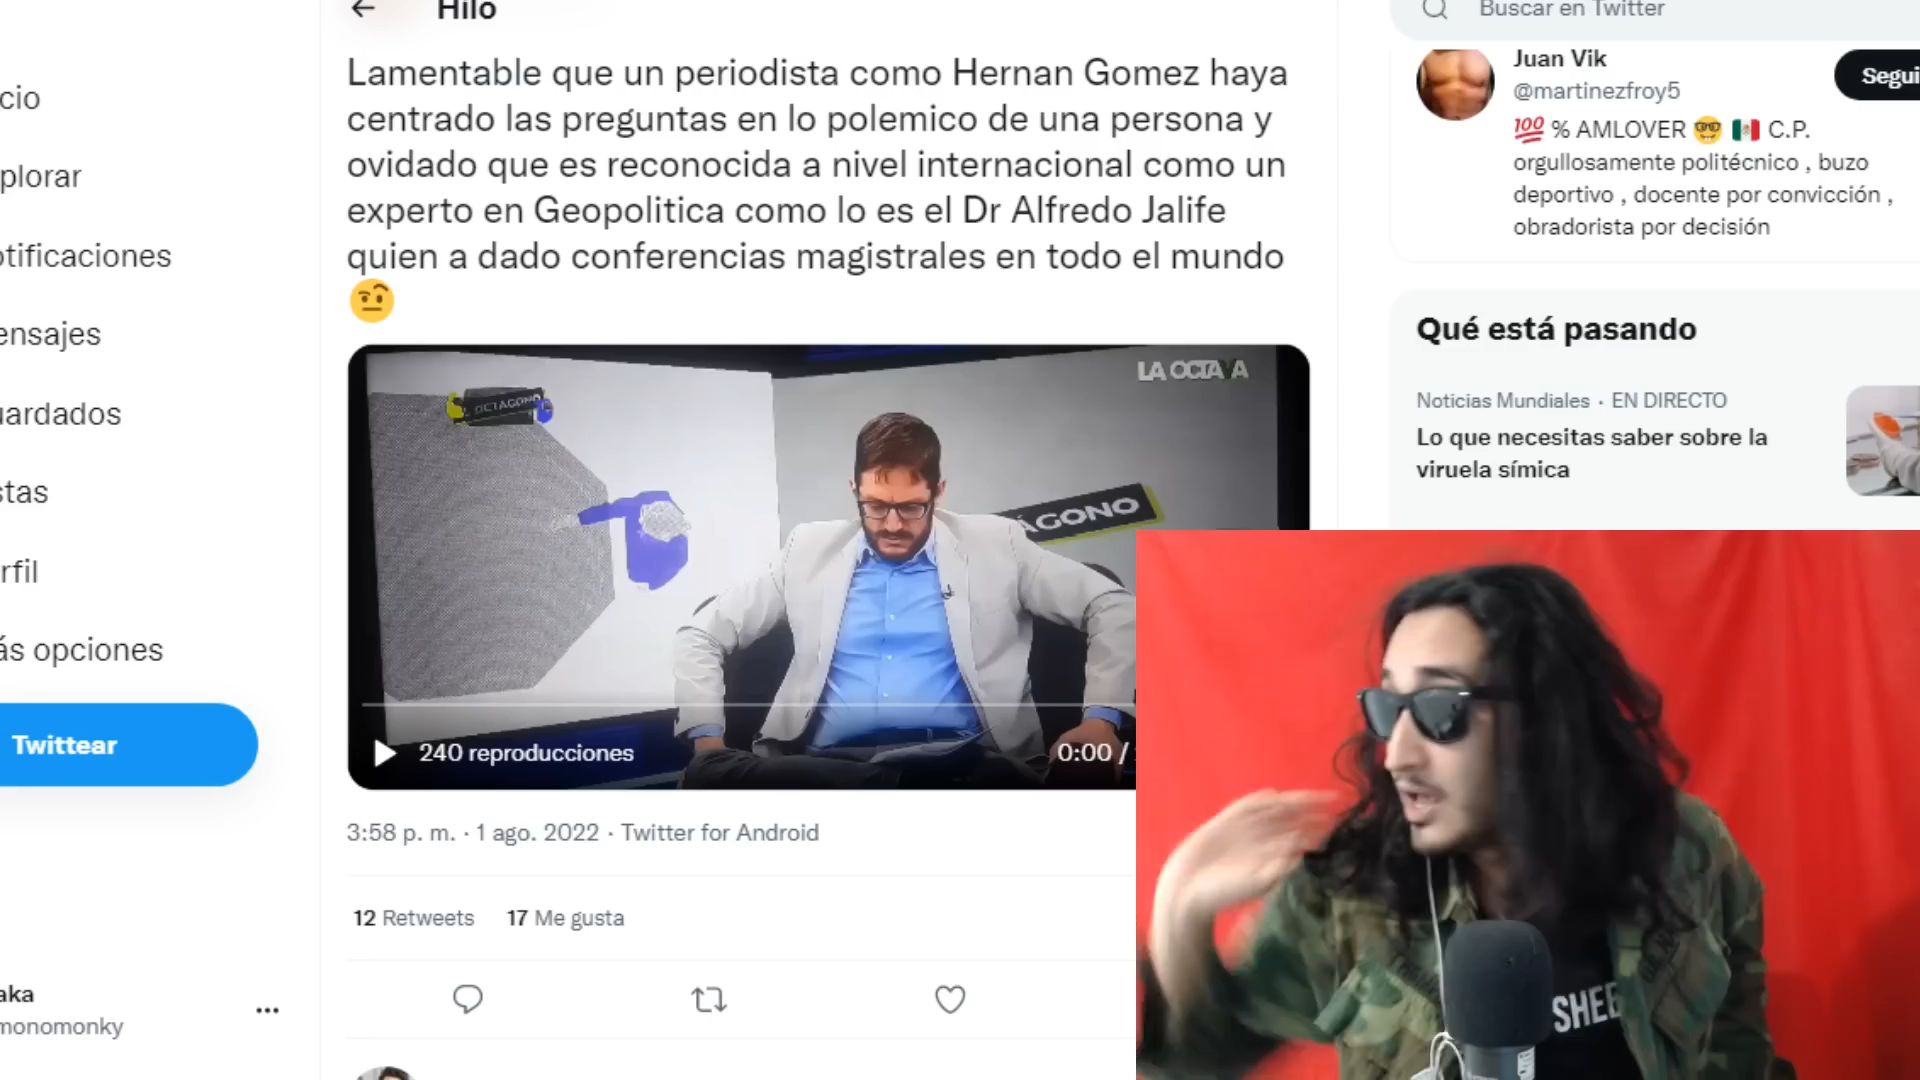 Hilo
Lamentable que un periodista como Hernan Gomez haya
centrado las preguntas en lo polemico de una persona y
ovidado que es reconocida a nivel internacional como un
experto en Geopolitica como lo es el Dr Alfredo Jalife
quien a dado conferencias magistrales en todo el mundo
🤨
LA OCTAVA
OCTÁGONO
ÁGONO
240 reproducciones
0:00 /
3:58 p. m. · 1 ago. 2022 · Twitter for Android
12 Retweets 17 Me gusta
cio
plorar
otificaciones
ensajes
uardados
stas
rfil
ás opciones
Twittear
aka
monomonky
Buscar en Twitter
Juan Vik
@martinezfroy5
Segui
💯 % AMLOVER 🤓 🇲🇽 C.P.
orgullosamente politécnico , buzo
deportivo , docente por convicción ,
obradorista por decisión
Qué está pasando
Noticias Mundiales · EN DIRECTO
Lo que necesitas saber sobre la
viruela símica
SHEE